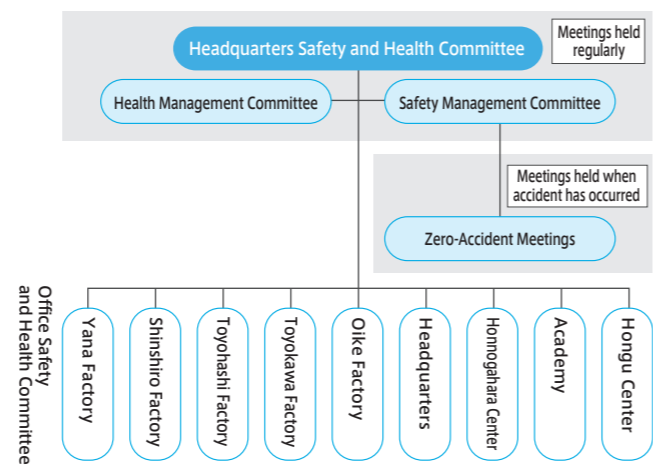 Headquarters Safety and Health Committee
Meetings held
regularly
Health Management Committee
Safety Management Committee
Meetings held when
accident has occurred
Zero-Accident Meetings
Office Safety
and Health Committee
Yana Factory
Shinshiro Factory
Toyohashi Factory
Toyokawa Factory
Oike Factory
Headquarters
Honnogahara Center
Academy
Hongu Center